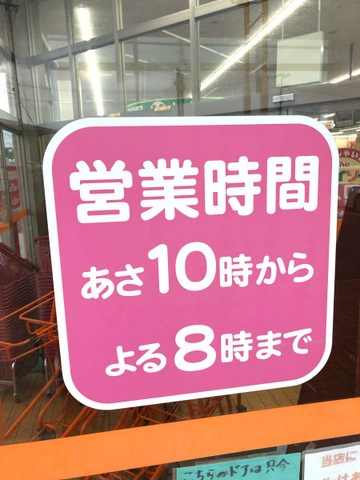 営業時間
あさ10時から
よる8時まで
こちらのドアは只今
当店に